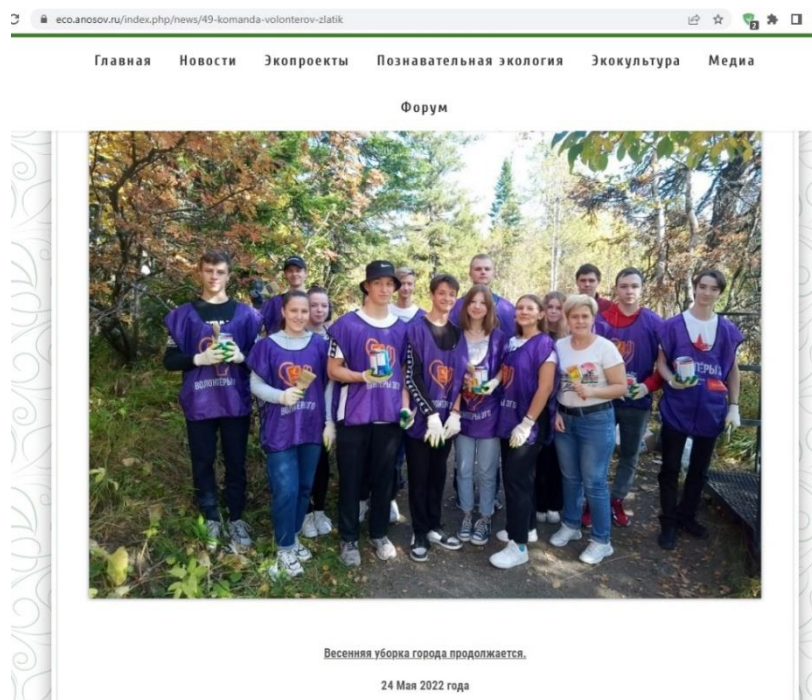 eco.anosov.ru/index.php/news/49-komanda-volonterov-zlatik
Главная Новости Экопроекты Познавательная экология Экокультура Медиа
Форум
ВОЛОНТЕРЫ
Весенняя уборка города продолжается.
24 Мая 2022 года